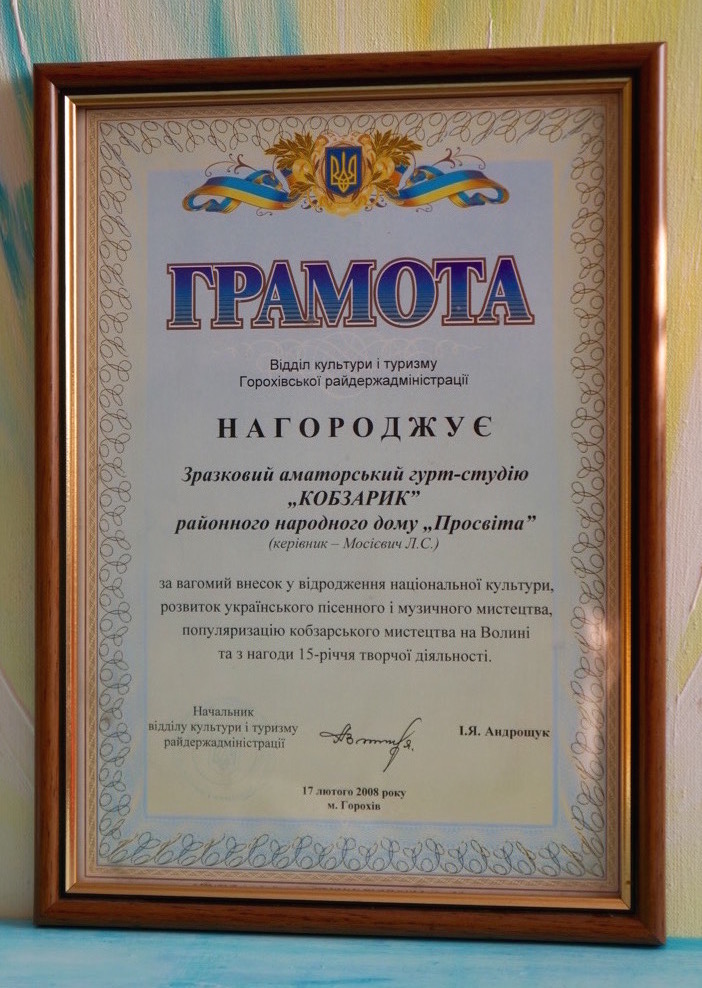 ГРАМОТА
Відділ культури і туризму
Горохівської райдержадміністрації
НАГОРОДЖУЄ
Зразковий аматорський гурт-студію
„КОБЗАРИК”
районного народного дому „Просвіта”
(керівник – Мосієвич Л.С.)
за вагомий внесок у відродження національної культури,
розвиток українського пісенного і музичного мистецтва,
популяризацію кобзарського мистецтва на Волині
та з нагоди 15-річчя творчої діяльності.
Начальник
відділу культури і туризму
райдержадміністрації
І.Я. Андрощук
17 лютого 2008 року
м. Горохів